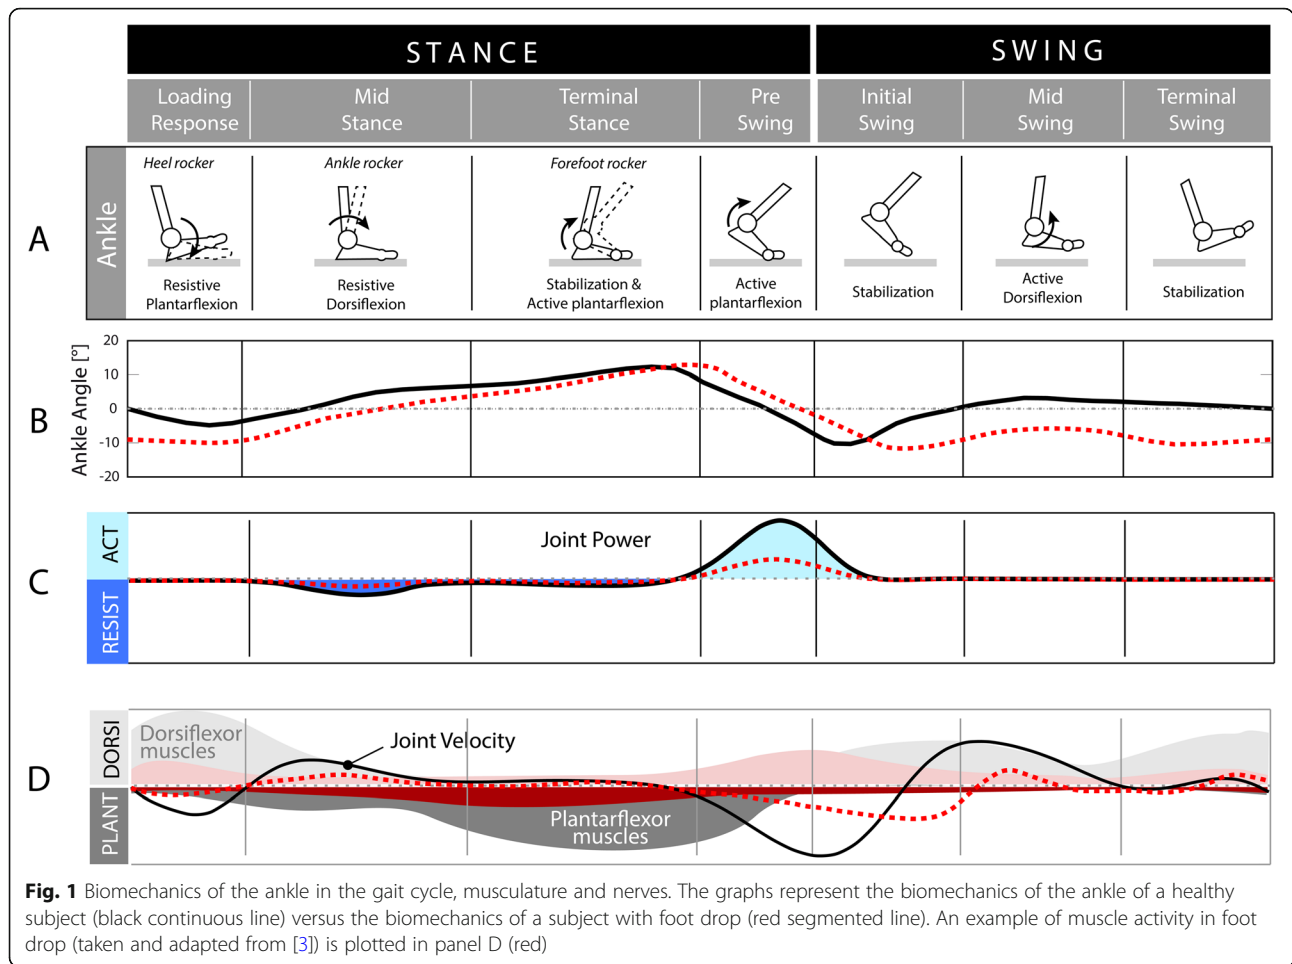 STANCE
SWING
Loading Response
Mid Stance
Terminal Stance
Pre Swing
Initial Swing
Mid Swing
Terminal Swing
A
Ankle
Heel rocker
Ankle rocker
Forefoot rocker
Resistive
Plantarflexion
Resistive
Dorsiflexion
Stabilization &
Active plantarflexion
Active
plantarflexion
Stabilization
Active
Dorsiflexion
Stabilization
B
Ankle Angle [°]
20
10
0
-10
-20
C
ACT
RESIST
Joint Power
D
DORSI
PLANT
Dorsiflexor
muscles
Joint Velocity
Plantarflexor
muscles
Fig. 1 Biomechanics of the ankle in the gait cycle, musculature and nerves. The graphs represent the biomechanics of the ankle of a healthy
subject (black continuous line) versus the biomechanics of a subject with foot drop (red segmented line). An example of muscle activity in foot
drop (taken and adapted from [3]) is plotted in panel D (red)